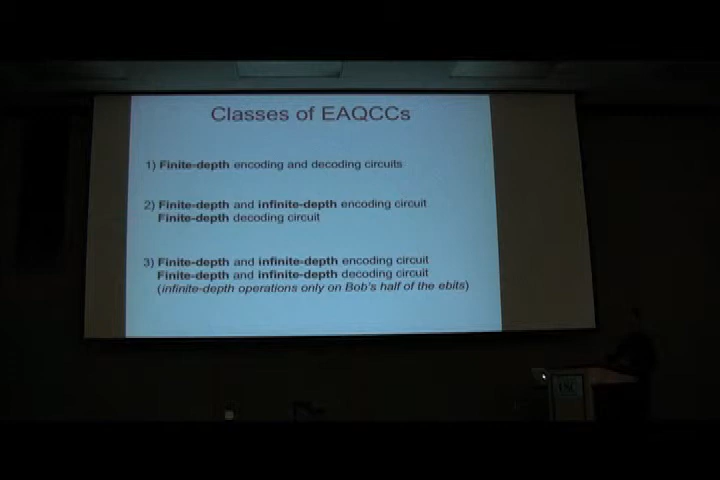 Classes of EAQCCs
1) Finite-depth encoding and decoding circuits
2) Finite-depth and infinite-depth encoding circuit
Finite-depth decoding circuit
3) Finite-depth and infinite-depth encoding circuit
Finite-depth and infinite-depth decoding circuit
(infinite-depth operations only on Bob's half of the ebits)
USC